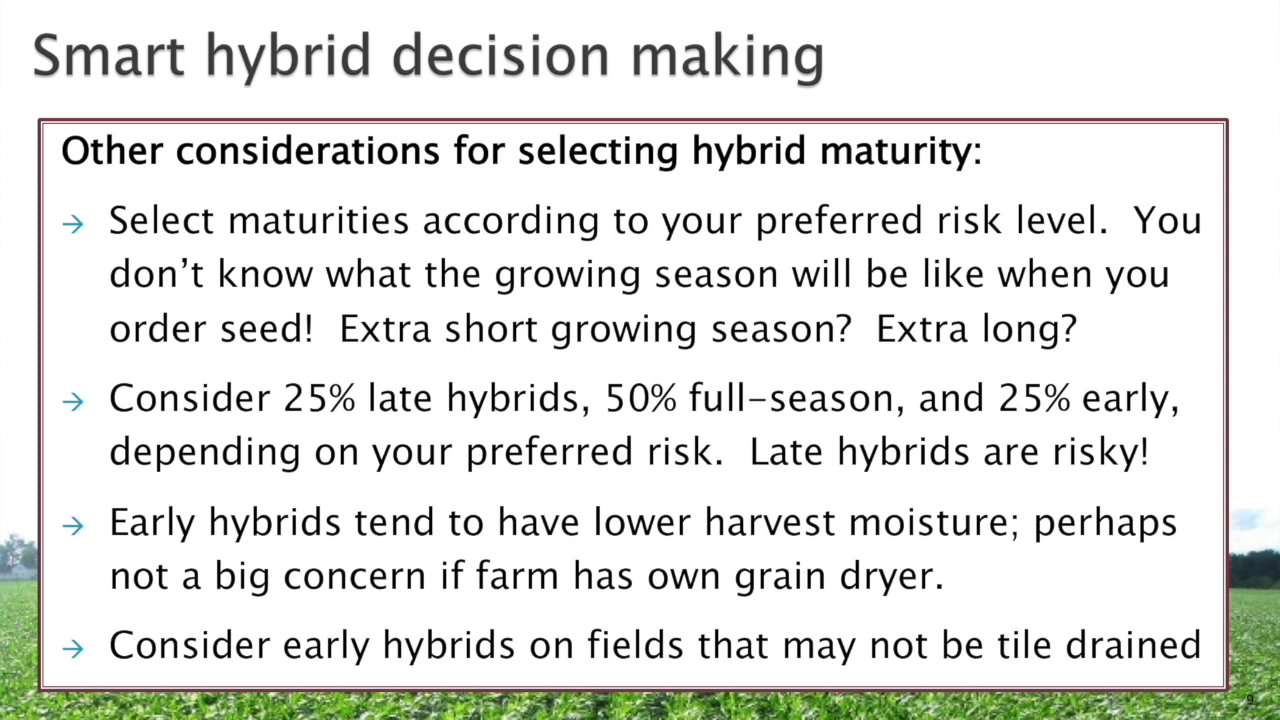 Smart hybrid decision making
Other considerations for selecting hybrid maturity:
→ Select maturities according to your preferred risk level.  You
don’t know what the growing season will be like when you
order seed!  Extra short growing season?  Extra long?
→ Consider 25% late hybrids, 50% full-season, and 25% early,
depending on your preferred risk.  Late hybrids are risky!
→ Early hybrids tend to have lower harvest moisture; perhaps
not a big concern if farm has own grain dryer.
→ Consider early hybrids on fields that may not be tile drained
9